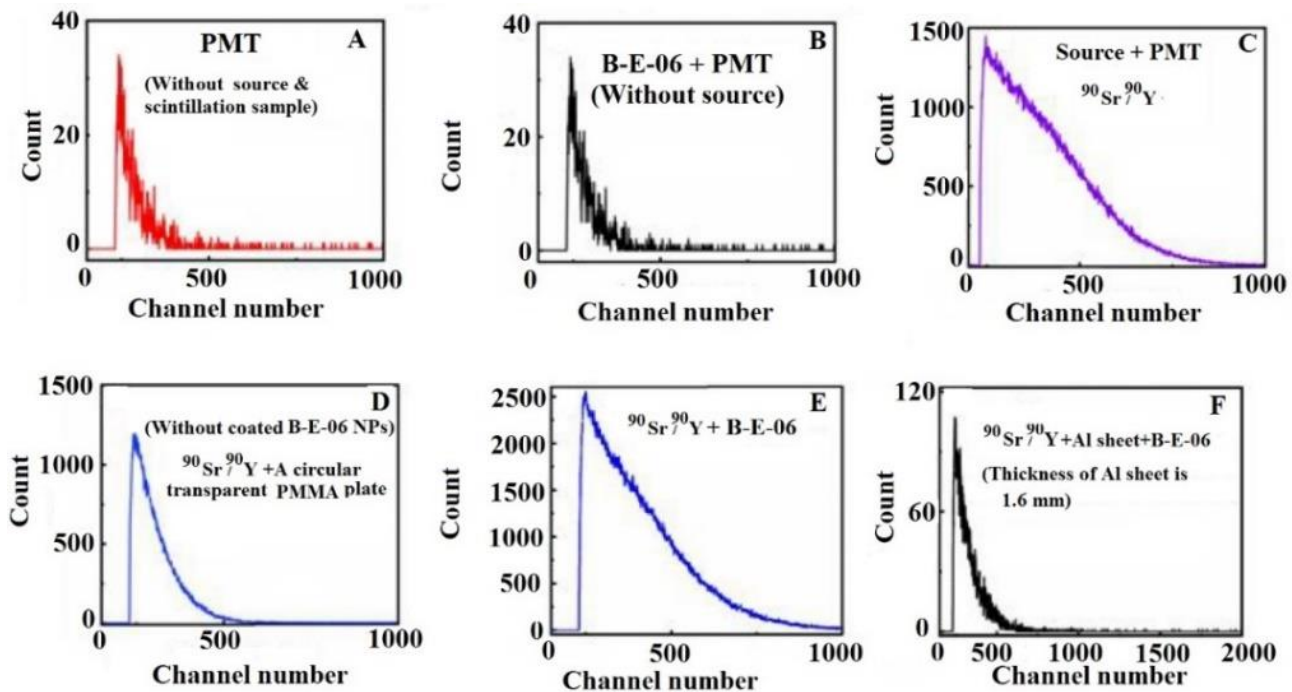 A
PMT
(Without source &
scintillation sample)
40
20
0
Count
0 500 1000
Channel number
B
B-E-06 + PMT
(Without source)
40
20
0
Count
0 500 1000
Channel number
C
Source + PMT
⁹⁰Sr/⁹⁰Y
1500
1000
500
0
Count
0 500 1000
Channel number
D
(Without coated B-E-06 NPs)
⁹⁰Sr/⁹⁰Y +A circular
transparent PMMA plate
1500
1000
500
0
Count
0 500 1000
Channel number
E
⁹⁰Sr/⁹⁰Y + B-E-06
2500
2000
1500
1000
500
0
Count
0 500 1000
Channel number
F
⁹⁰Sr/⁹⁰Y+Al sheet+B-E-06
(Thickness of Al sheet is
1.6 mm)
120
60
0
Count
0 500 1000 1500 2000
Channel number